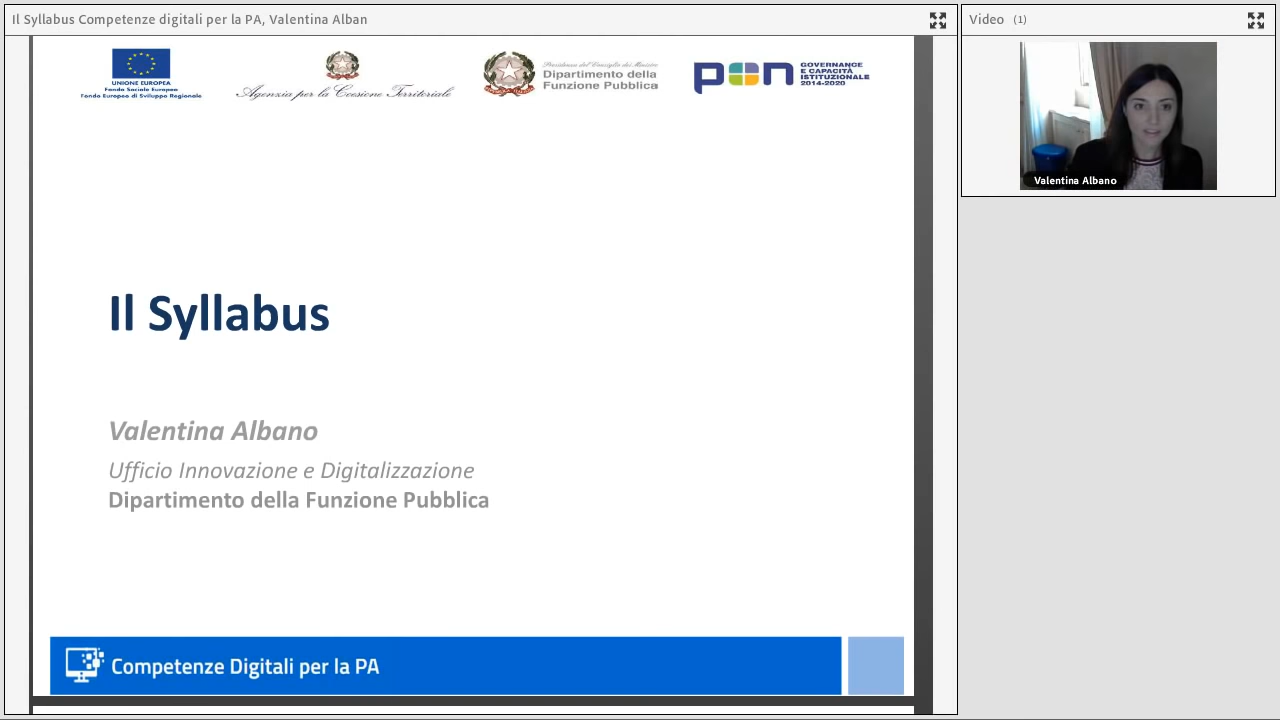 Il Syllabus Competenze digitali per la PA, Valentina Alban
Video (1)
UNIONE EUROPEA
Fondo Sociale Europeo
Fondo Europeo di Sviluppo Regionale
Agenzia per la Coesione Territoriale
Presidenza del Consiglio dei Ministri
Dipartimento della
Funzione Pubblica
pon
GOVERNANCE
E CAPACITÀ
ISTITUZIONALE
2014-2020
Valentina Albano
Il Syllabus
Valentina Albano
Ufficio Innovazione e Digitalizzazione
Dipartimento della Funzione Pubblica
Competenze Digitali per la PA